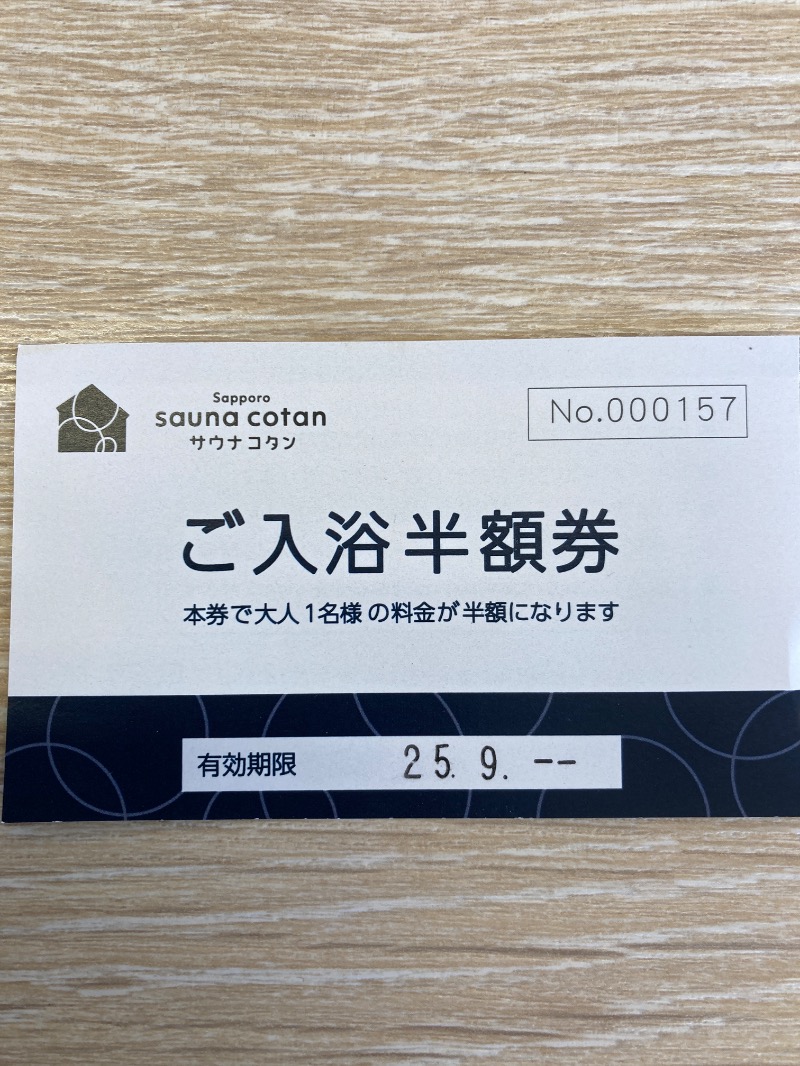 Sapporo
sauna cotan
サウナコタン
No.000157
ご入浴半額券
本券で大人1名様の料金が半額になります
有効期限 25. 9. --